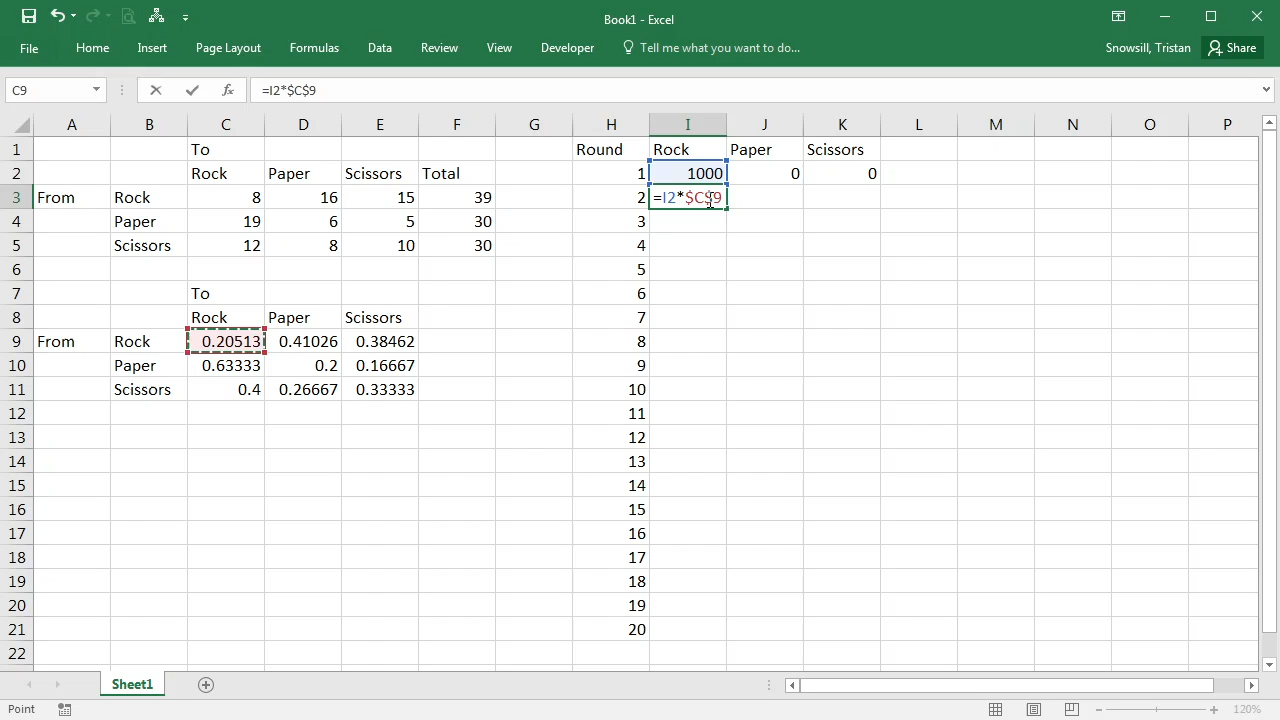 Book1 - Excel
File Home Insert Page Layout Formulas Data Review View Developer Tell me what you want to do... Snowsill, Tristan Share
C9 fx =I2*$C$9
A B C D E F G H I J K L M N O P
1 To Round Rock Paper Scissors
2 Rock Paper Scissors Total 1 1000 0 0
3 From Rock 8 16 15 39 2 =I2*$C$9
4 Paper 19 6 5 30 3
5 Scissors 12 8 10 30 4
6 5
7 To 6
8 Rock Paper Scissors 7
9 From Rock 0.20513 0.41026 0.38462 8
10 Paper 0.63333 0.2 0.16667 9
11 Scissors 0.4 0.26667 0.33333 10
12 11
13 12
14 13
15 14
16 15
17 16
18 17
19 18
20 19
21 20
22
Sheet1
Point 120%